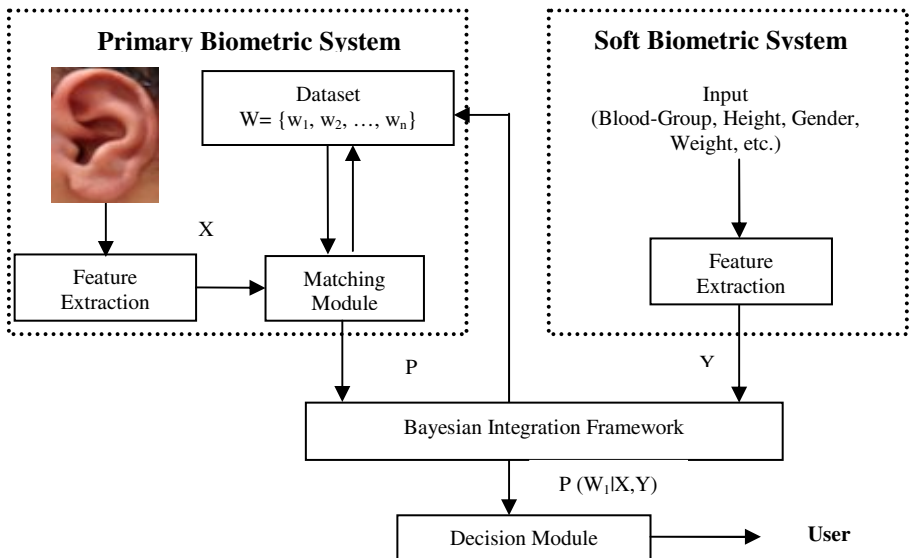 Primary Biometric System
Dataset
W= {w₁, w₂, …, wₙ}
X
Feature
Extraction
Matching
Module
P
Soft Biometric System
Input
(Blood-Group, Height, Gender,
Weight, etc.)
Feature
Extraction
Y
Bayesian Integration Framework
P (W₁|X,Y)
Decision Module
User